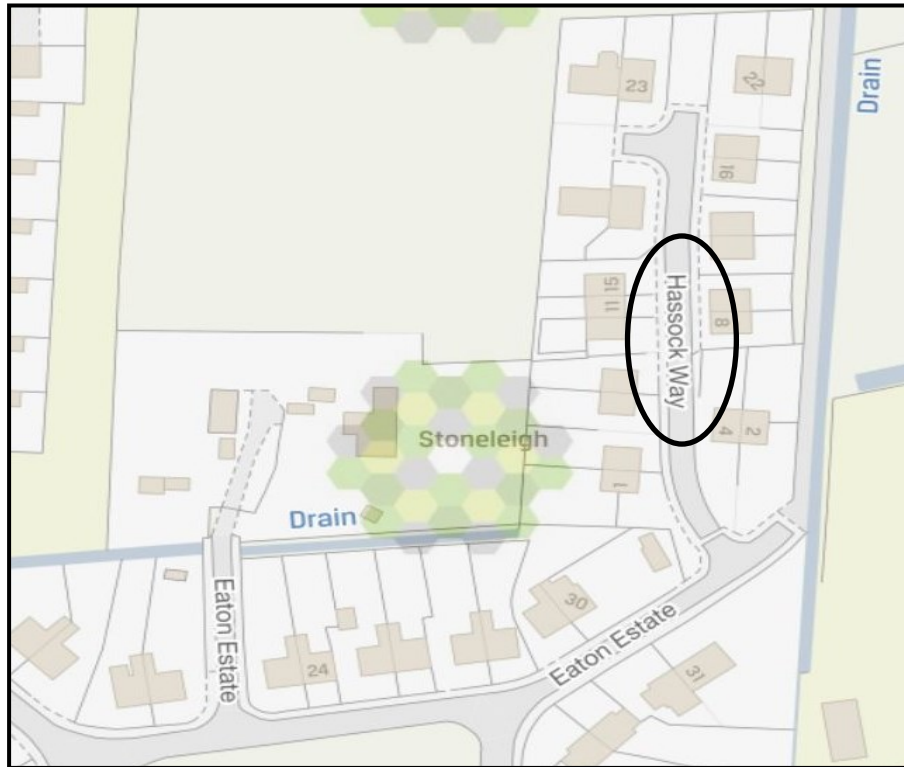 Drain
23
22
16
Hassock Way
15
11
8
Stoneleigh
4
2
1
Drain
Eaton Estate
30
Eaton Estate
24
31